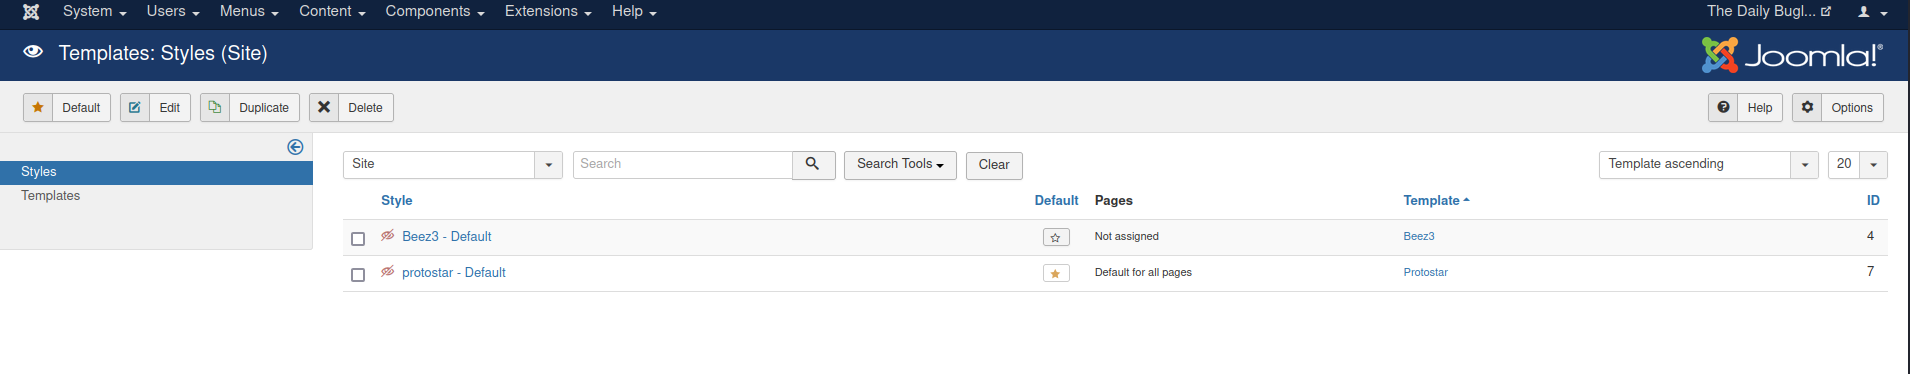 System Users Menus Content Components Extensions Help The Daily Bugl...
Templates: Styles (Site) Joomla!®
Default Edit Duplicate Delete Help Options
Styles
Templates
Site Search Search Tools Clear Template ascending 20
Style Default Pages Template ID
Beez3 - Default Not assigned Beez3 4
protostar - Default Default for all pages Protostar 7